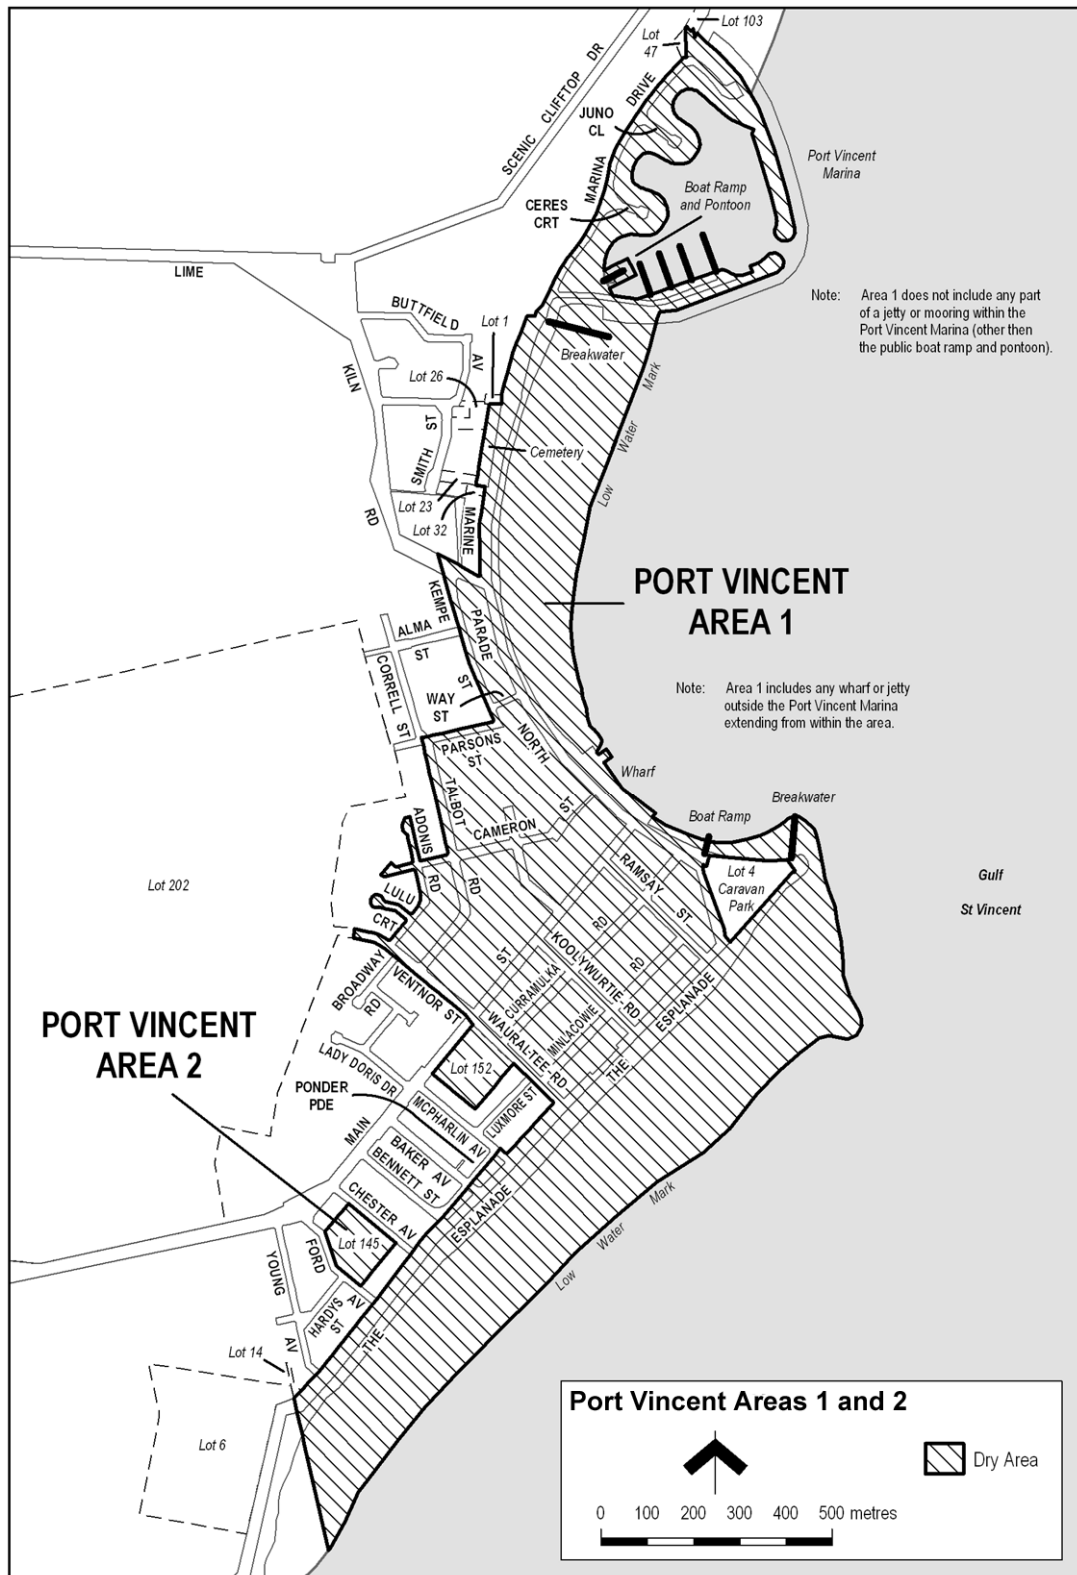 Lot 103
Lot
47
SCENIC CLIFFTOP DR
MARINA DRIVE
JUNO
CL
Port Vincent
Marina
Boat Ramp
and Pontoon
CERES
CRT
LIME
KILN
RD
Note: Area 1 does not include any part
of a jetty or mooring within the
Port Vincent Marina (other then
the public boat ramp and pontoon).
BUTTFIELD
AV
Lot 1
Breakwater
Lot 26
Low Water Mark
SMITH ST
Cemetery
Lot 23
Lot 32
MARINE
PARADE
PORT VINCENT
AREA 1
KEMPE
ST
ALMA
ST
CORRELL ST
WAY
ST
Note: Area 1 includes any wharf or jetty
outside the Port Vincent Marina
extending from within the area.
NORTH
PARSONS
ST
Wharf
TALBOT
RD
Breakwater
Boat Ramp
CAMERON
ST
ADONIS
RD
RAMSAY
ST
Lot 4
Caravan
Park
Gulf
St Vincent
Lot 202
LULU
CRT
ST
RD
KOOLYWURTIE RD
RD
BROADWAY
RD
VENTNOR ST
CURRAMULKA
MINLACOWIE
THE ESPLANADE
WAURALTEE RD
PORT VINCENT
AREA 2
LADY DORIS DR
Lot 152
PONDER
PDE
MCPHARLIN AV
LUXMORE ST
MAIN
BAKER AV
BENNETT ST
CHESTER AV
THE ESPLANADE
Low Water Mark
Lot 145
FORD
YOUNG
AV
HARDYS
ST
AV
Lot 14
Lot 6
Port Vincent Areas 1 and 2
Dry Area
0 100 200 300 400 500 metres